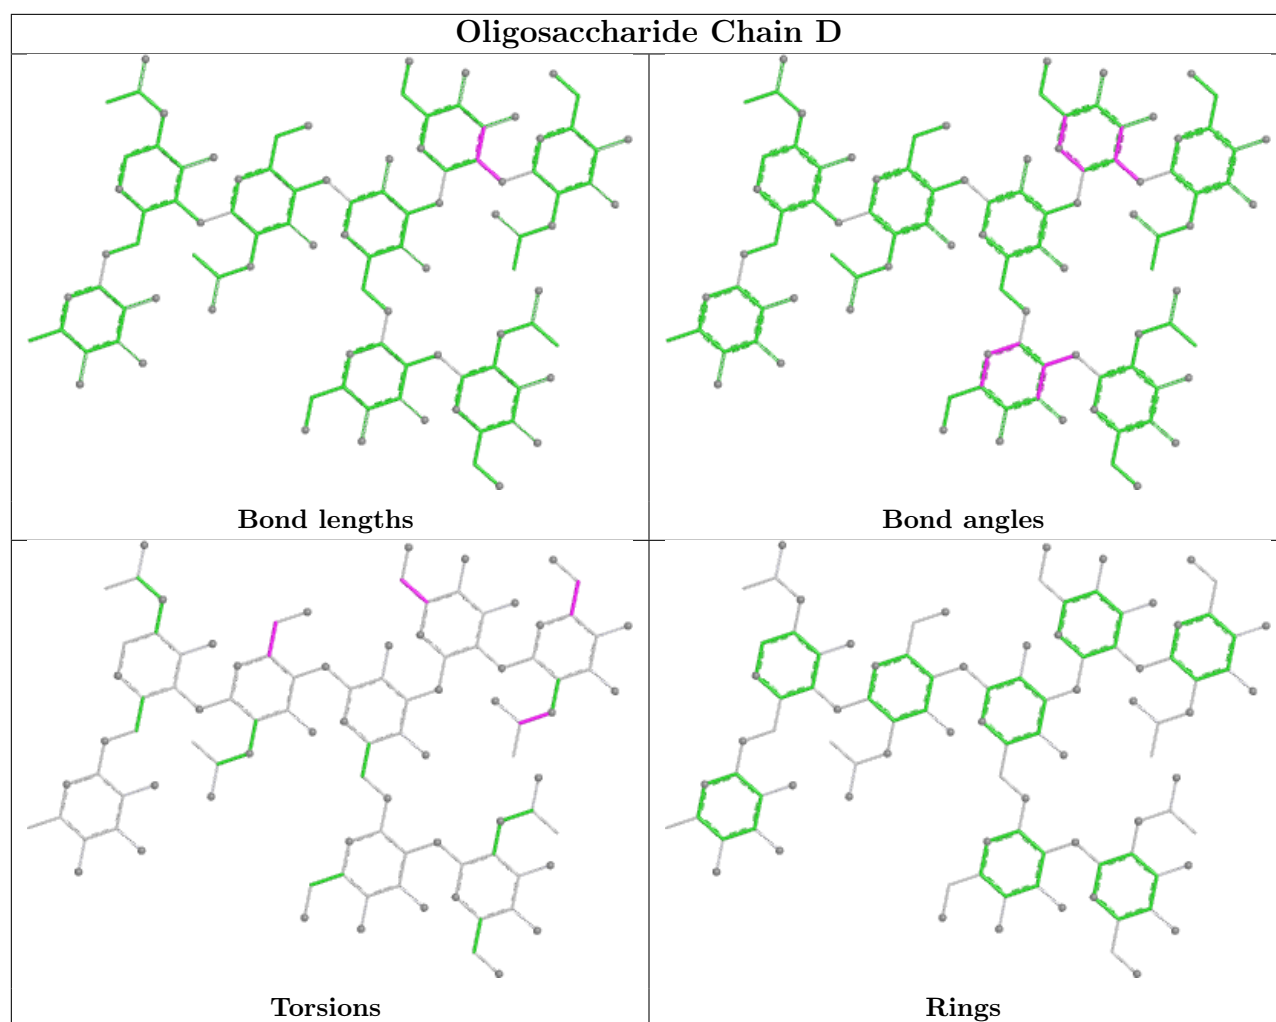 Oligosaccharide Chain D
Bond lengths
Bond angles
Torsions
Rings